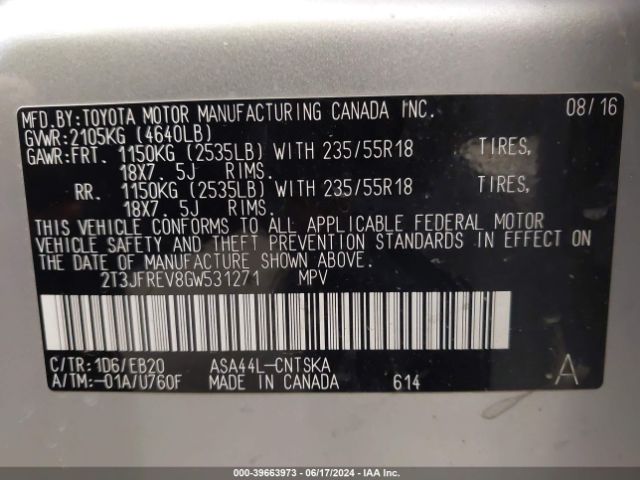 MFD.BY:TOYOTA MOTOR MANUFACTURING CANADA INC. 08/16
GVWR:2105KG (4640LB)
GAWR:FRT. 1150KG (2535LB) WITH 235/55R18 TIRES,
18X7. 5J RIMS.
RR. 1150KG (2535LB) WITH 235/55R18 TIRES,
18X7. 5J RIMS.
THIS VEHICLE CONFORMS TO ALL APPLICABLE FEDERAL MOTOR
VEHICLE SAFETY AND THEFT PREVENTION STANDARDS IN EFFECT ON
THE DATE OF MANUFACTURE SHOWN ABOVE.
2T3JFREV8GW531271 MPV
C/TR:1D6/EB20 ASA44L-CNTSKA
A/TM:-01A/U760F MADE IN CANADA 614 A
000-39663973 - 06/17/2024 - IAA Inc.